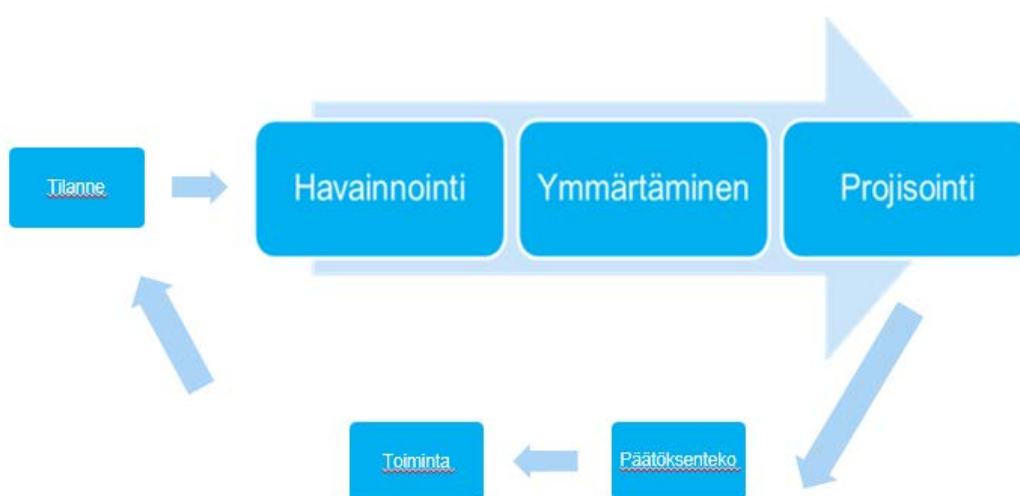 Tilanne
Havainnointi
Ymmärtäminen
Projisointi
Päätöksenteko
Toiminta